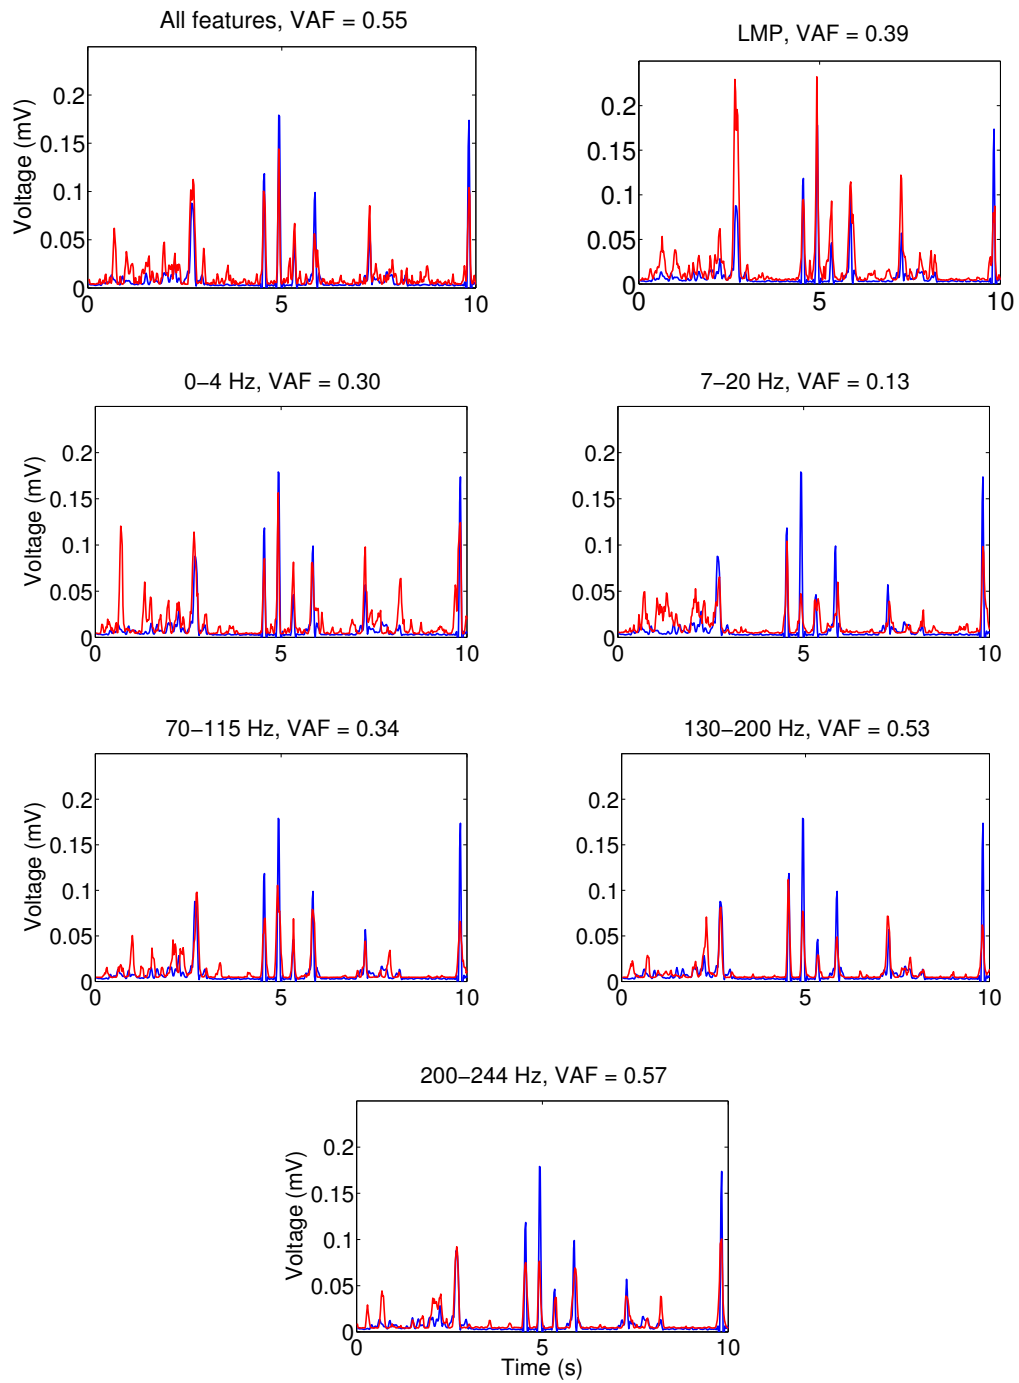 All features, VAF = 0.55
Voltage (mV)
0.2
0.15
0.1
0.05
0
0 5 10
LMP, VAF = 0.39
0.2
0.15
0.1
0.05
0
0 5 10
0−4 Hz, VAF = 0.30
Voltage (mV)
0.2
0.15
0.1
0.05
0
0 5 10
7−20 Hz, VAF = 0.13
0.2
0.15
0.1
0.05
0
0 5 10
70−115 Hz, VAF = 0.34
Voltage (mV)
0.2
0.15
0.1
0.05
0
0 5 10
130−200 Hz, VAF = 0.53
0.2
0.15
0.1
0.05
0
0 5 10
200−244 Hz, VAF = 0.57
Voltage (mV)
0.2
0.15
0.1
0.05
0
0 5 10
Time (s)